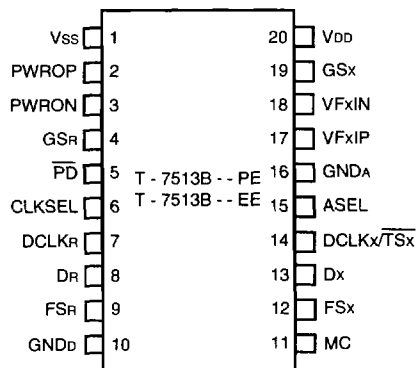 Vss 1 20 VDD
PWROP 2 19 GSx
PWRON 3 18 VFxIN
GSR 4 17 VFxIP
PD 5 T - 7513B - - PE 16 GNDA
CLKSEL 6 T - 7513B - - EE 15 ASEL
DCLKR 7 14 DCLKx/TSx
DR 8 13 Dx
FSR 9 12 FSx
GNDD 10 11 MC